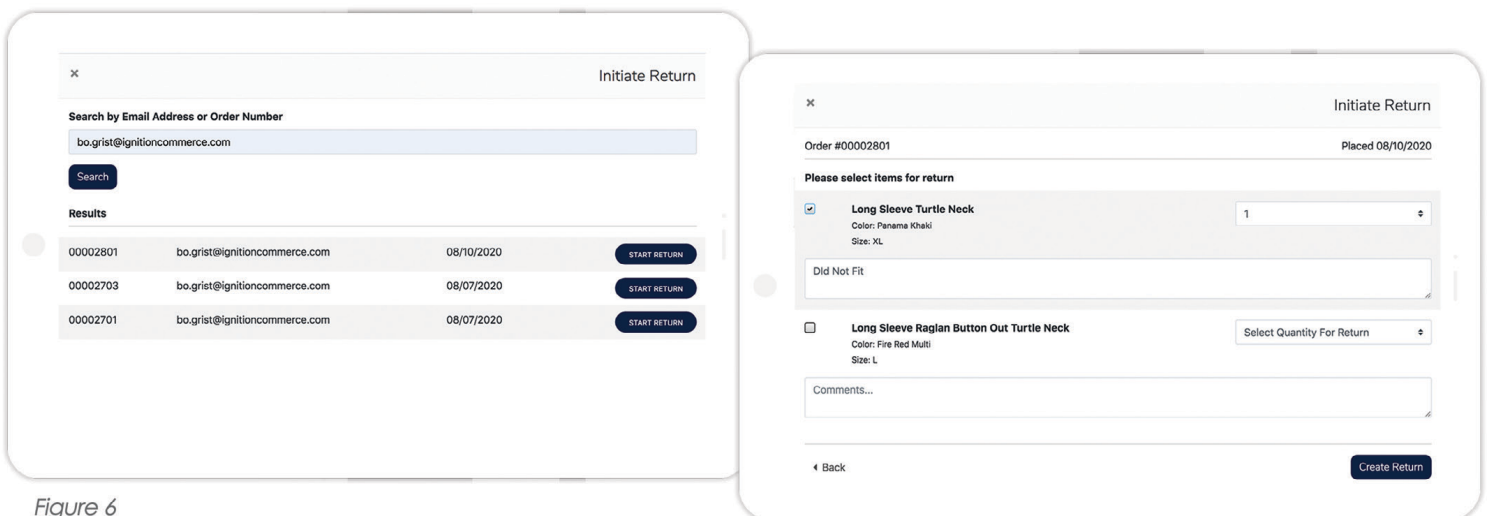 × Initiate Return
Search by Email Address or Order Number
bo.grist@ignitioncommerce.com
Search
Results
00002801 bo.grist@ignitioncommerce.com 08/10/2020 START RETURN
00002703 bo.grist@ignitioncommerce.com 08/07/2020 START RETURN
00002701 bo.grist@ignitioncommerce.com 08/07/2020 START RETURN
× Initiate Return
Order #00002801 Placed 08/10/2020
Please select items for return
Long Sleeve Turtle Neck 1
Color: Panama Khaki
Size: XL
DId Not Fit
Long Sleeve Raglan Button Out Turtle Neck Select Quantity For Return
Color: Fire Red Multi
Size: L
Comments...
Back Create Return
Figure 6